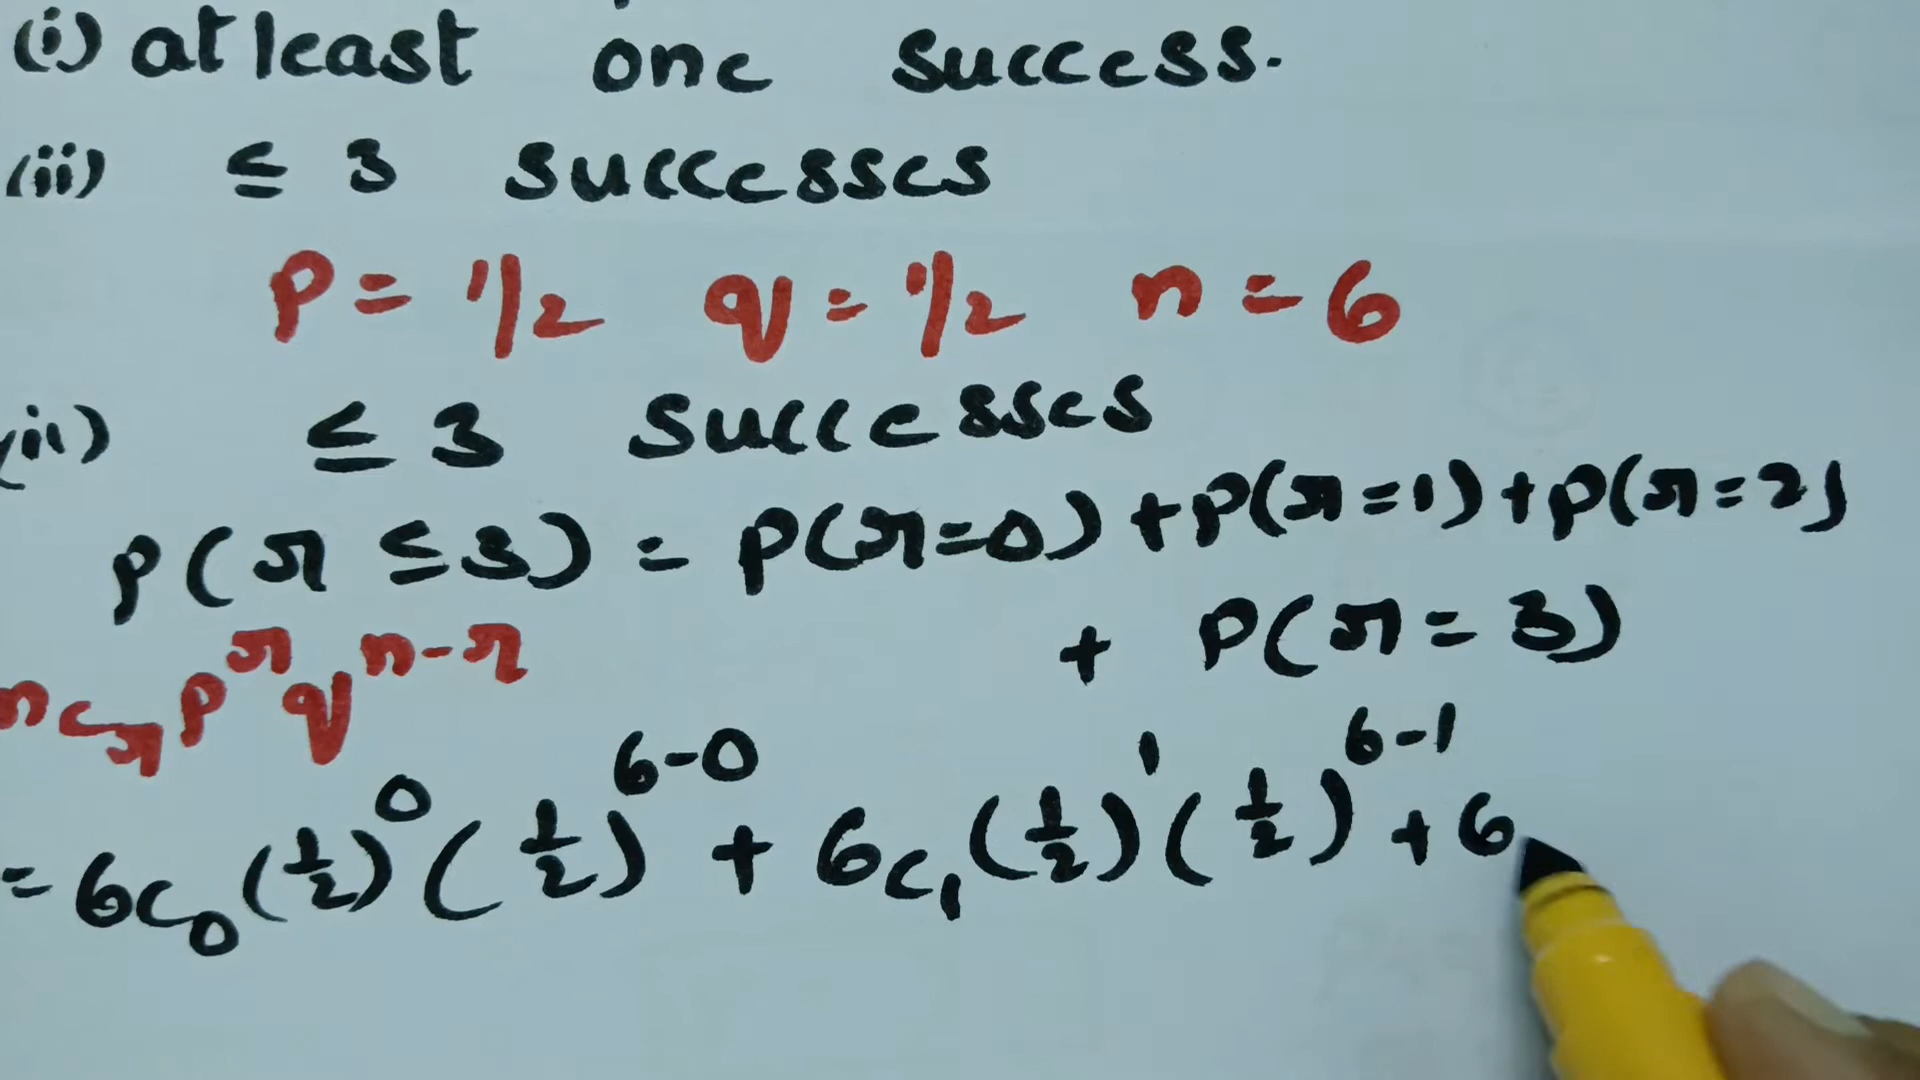 (i) atleast one success.
(ii) ≤ 3 successes
P = 1/2 q = 1/2 n = 6
(ii) ≤ 3 successes
P(r ≤ 3) = P(r=0) + P(r=1) + P(r=2)
+ P(r = 3)
nCr P^r q^n-r
= 6C0 (1/2)^0 (1/2)^6-0 + 6C1 (1/2)^1 (1/2)^6-1 + 6